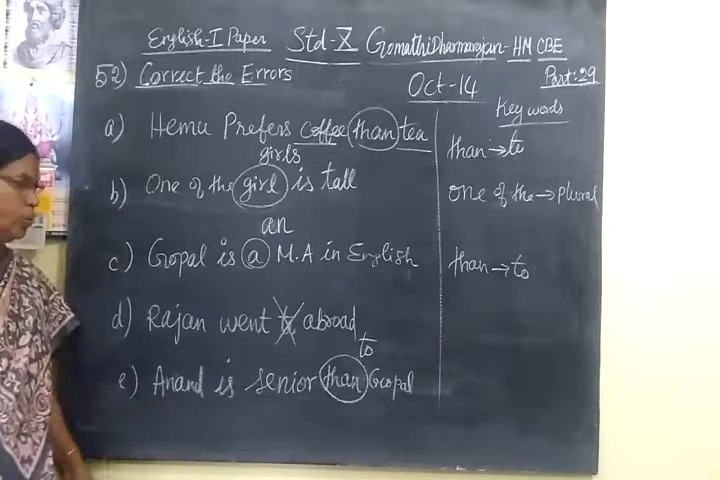 English-I Paper Std-X Gomathi Dharmarajan-HM CBE
52) Correct the Errors Oct-14 Part:29
Key words
a) Hemu Prefers coffee than tea than→to
girls
b) One of the girl is tall one of the→plural
an
c) Gopal is a M.A in English than→to
d) Rajan went to abroad
to
e) Anand is senior than Gopal